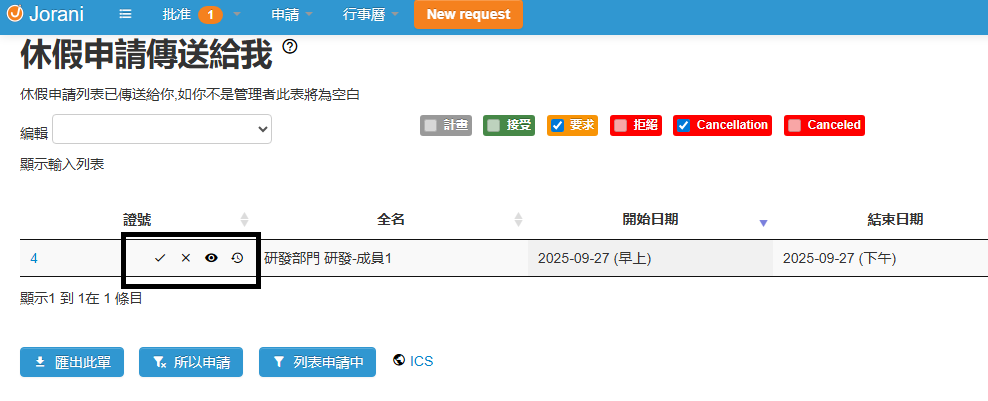 Jorani 批准 1 申請 行事曆 New request
休假申請傳送給我
休假申請列表已傳送給你,如你不是管理者此表將為空白
編輯 計畫 接受 要求 拒絕 Cancellation Canceled
顯示輸入列表
證號 全名 開始日期 結束日期
4 研發部門 研發-成員1 2025-09-27 (早上) 2025-09-27 (下午)
顯示1 到 1在 1 條目
匯出此單 所以申請 列表申請中 ICS